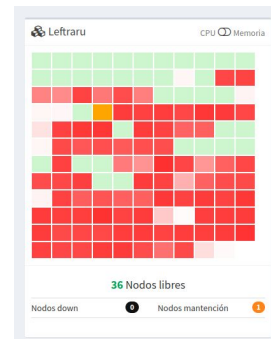 Leftraru CPU Memoria
36 Nodos libres
Nodos down 0 Nodos mantención 1